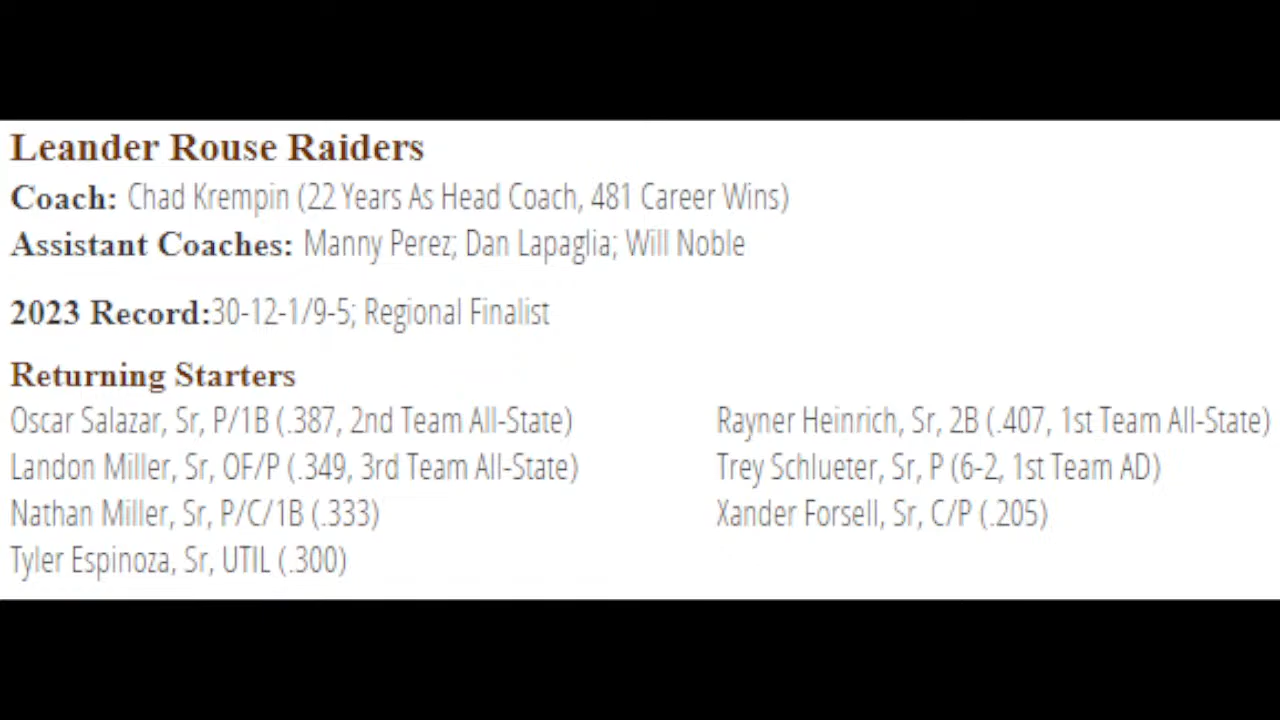 Leander Rouse Raiders
Coach: Chad Krempin (22 Years As Head Coach, 481 Career Wins)
Assistant Coaches: Manny Perez; Dan Lapaglia; Will Noble
2023 Record:30-12-1/9-5; Regional Finalist
Returning Starters
Oscar Salazar, Sr, P/1B (.387, 2nd Team All-State)
Landon Miller, Sr, OF/P (.349, 3rd Team All-State)
Nathan Miller, Sr, P/C/1B (.333)
Tyler Espinoza, Sr, UTIL (.300)
Rayner Heinrich, Sr, 2B (.407, 1st Team All-State)
Trey Schlueter, Sr, P (6-2, 1st Team AD)
Xander Forsell, Sr, C/P (.205)